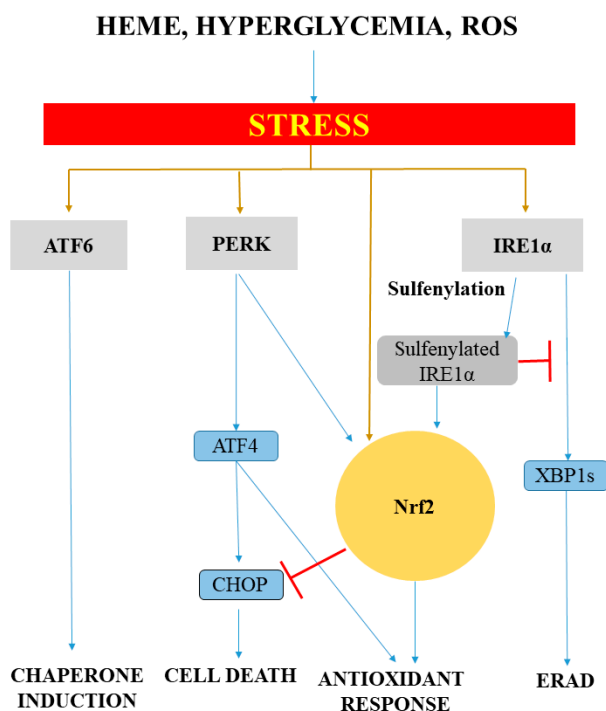 HEME, HYPERGLYCEMIA, ROS
STRESS
ATF6
PERK
IRE1α
Sulfenylation
Sulfenylated
IRE1α
ATF4
XBP1s
Nrf2
CHOP
CHAPERONE
INDUCTION
CELL DEATH
ANTIOXIDANT
RESPONSE
ERAD